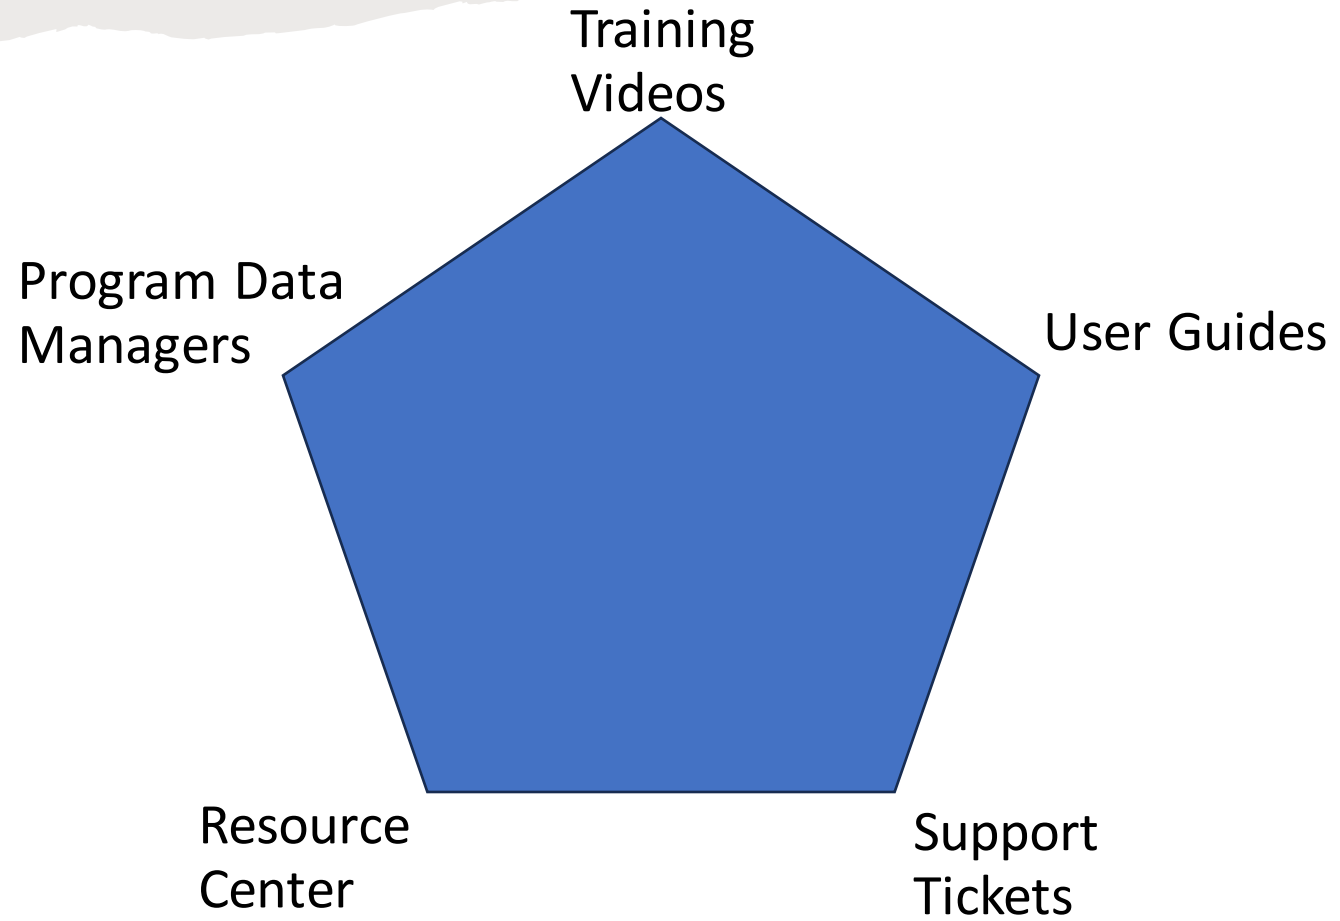 Training
Videos
Program Data
Managers
User Guides
Resource
Center
Support
Tickets